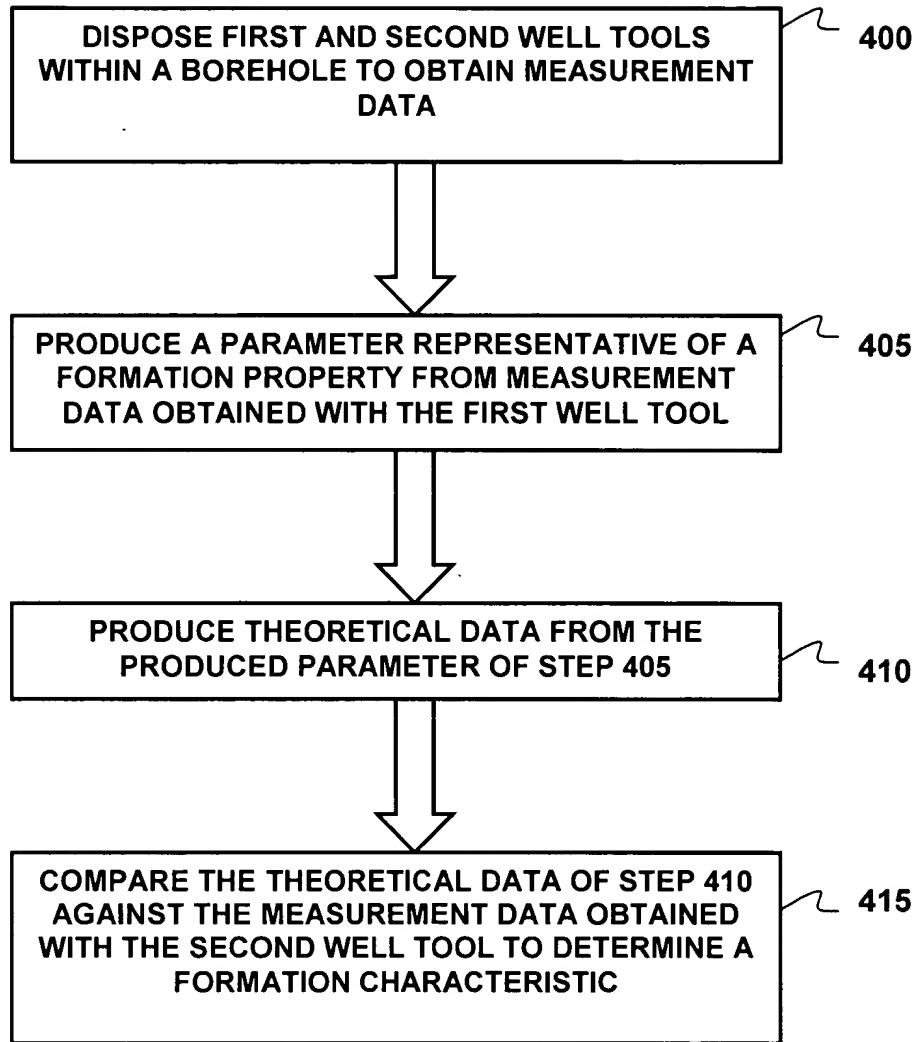 DISPOSE FIRST AND SECOND WELL TOOLS
WITHIN A BOREHOLE TO OBTAIN MEASUREMENT
DATA
400
PRODUCE A PARAMETER REPRESENTATIVE OF A
FORMATION PROPERTY FROM MEASUREMENT
DATA OBTAINED WITH THE FIRST WELL TOOL
405
PRODUCE THEORETICAL DATA FROM THE
PRODUCED PARAMETER OF STEP 405
410
COMPARE THE THEORETICAL DATA OF STEP 410
AGAINST THE MEASUREMENT DATA OBTAINED
WITH THE SECOND WELL TOOL TO DETERMINE A
FORMATION CHARACTERISTIC
415